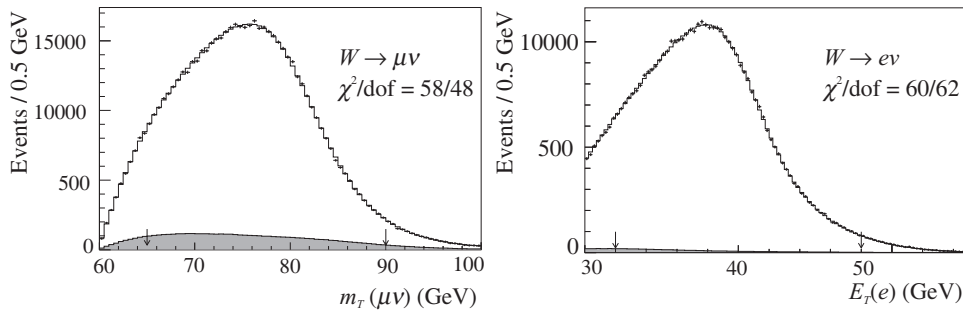 15000
10000
500
0
Events / 0.5 GeV
W → μν
χ²/dof = 58/48
60 70 80 90 100
m_T (μν) (GeV)
10000
500
0
Events / 0.5 GeV
W → eν
χ²/dof = 60/62
30 40 50
E_T(e) (GeV)